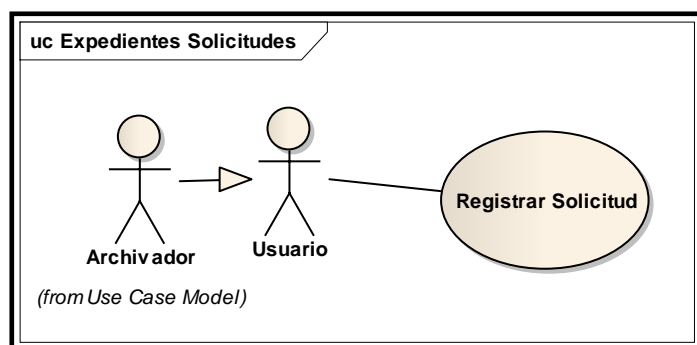 uc Expedientes Solicitudes
Registrar Solicitud
Usuario
Archivador
(from Use Case Model)